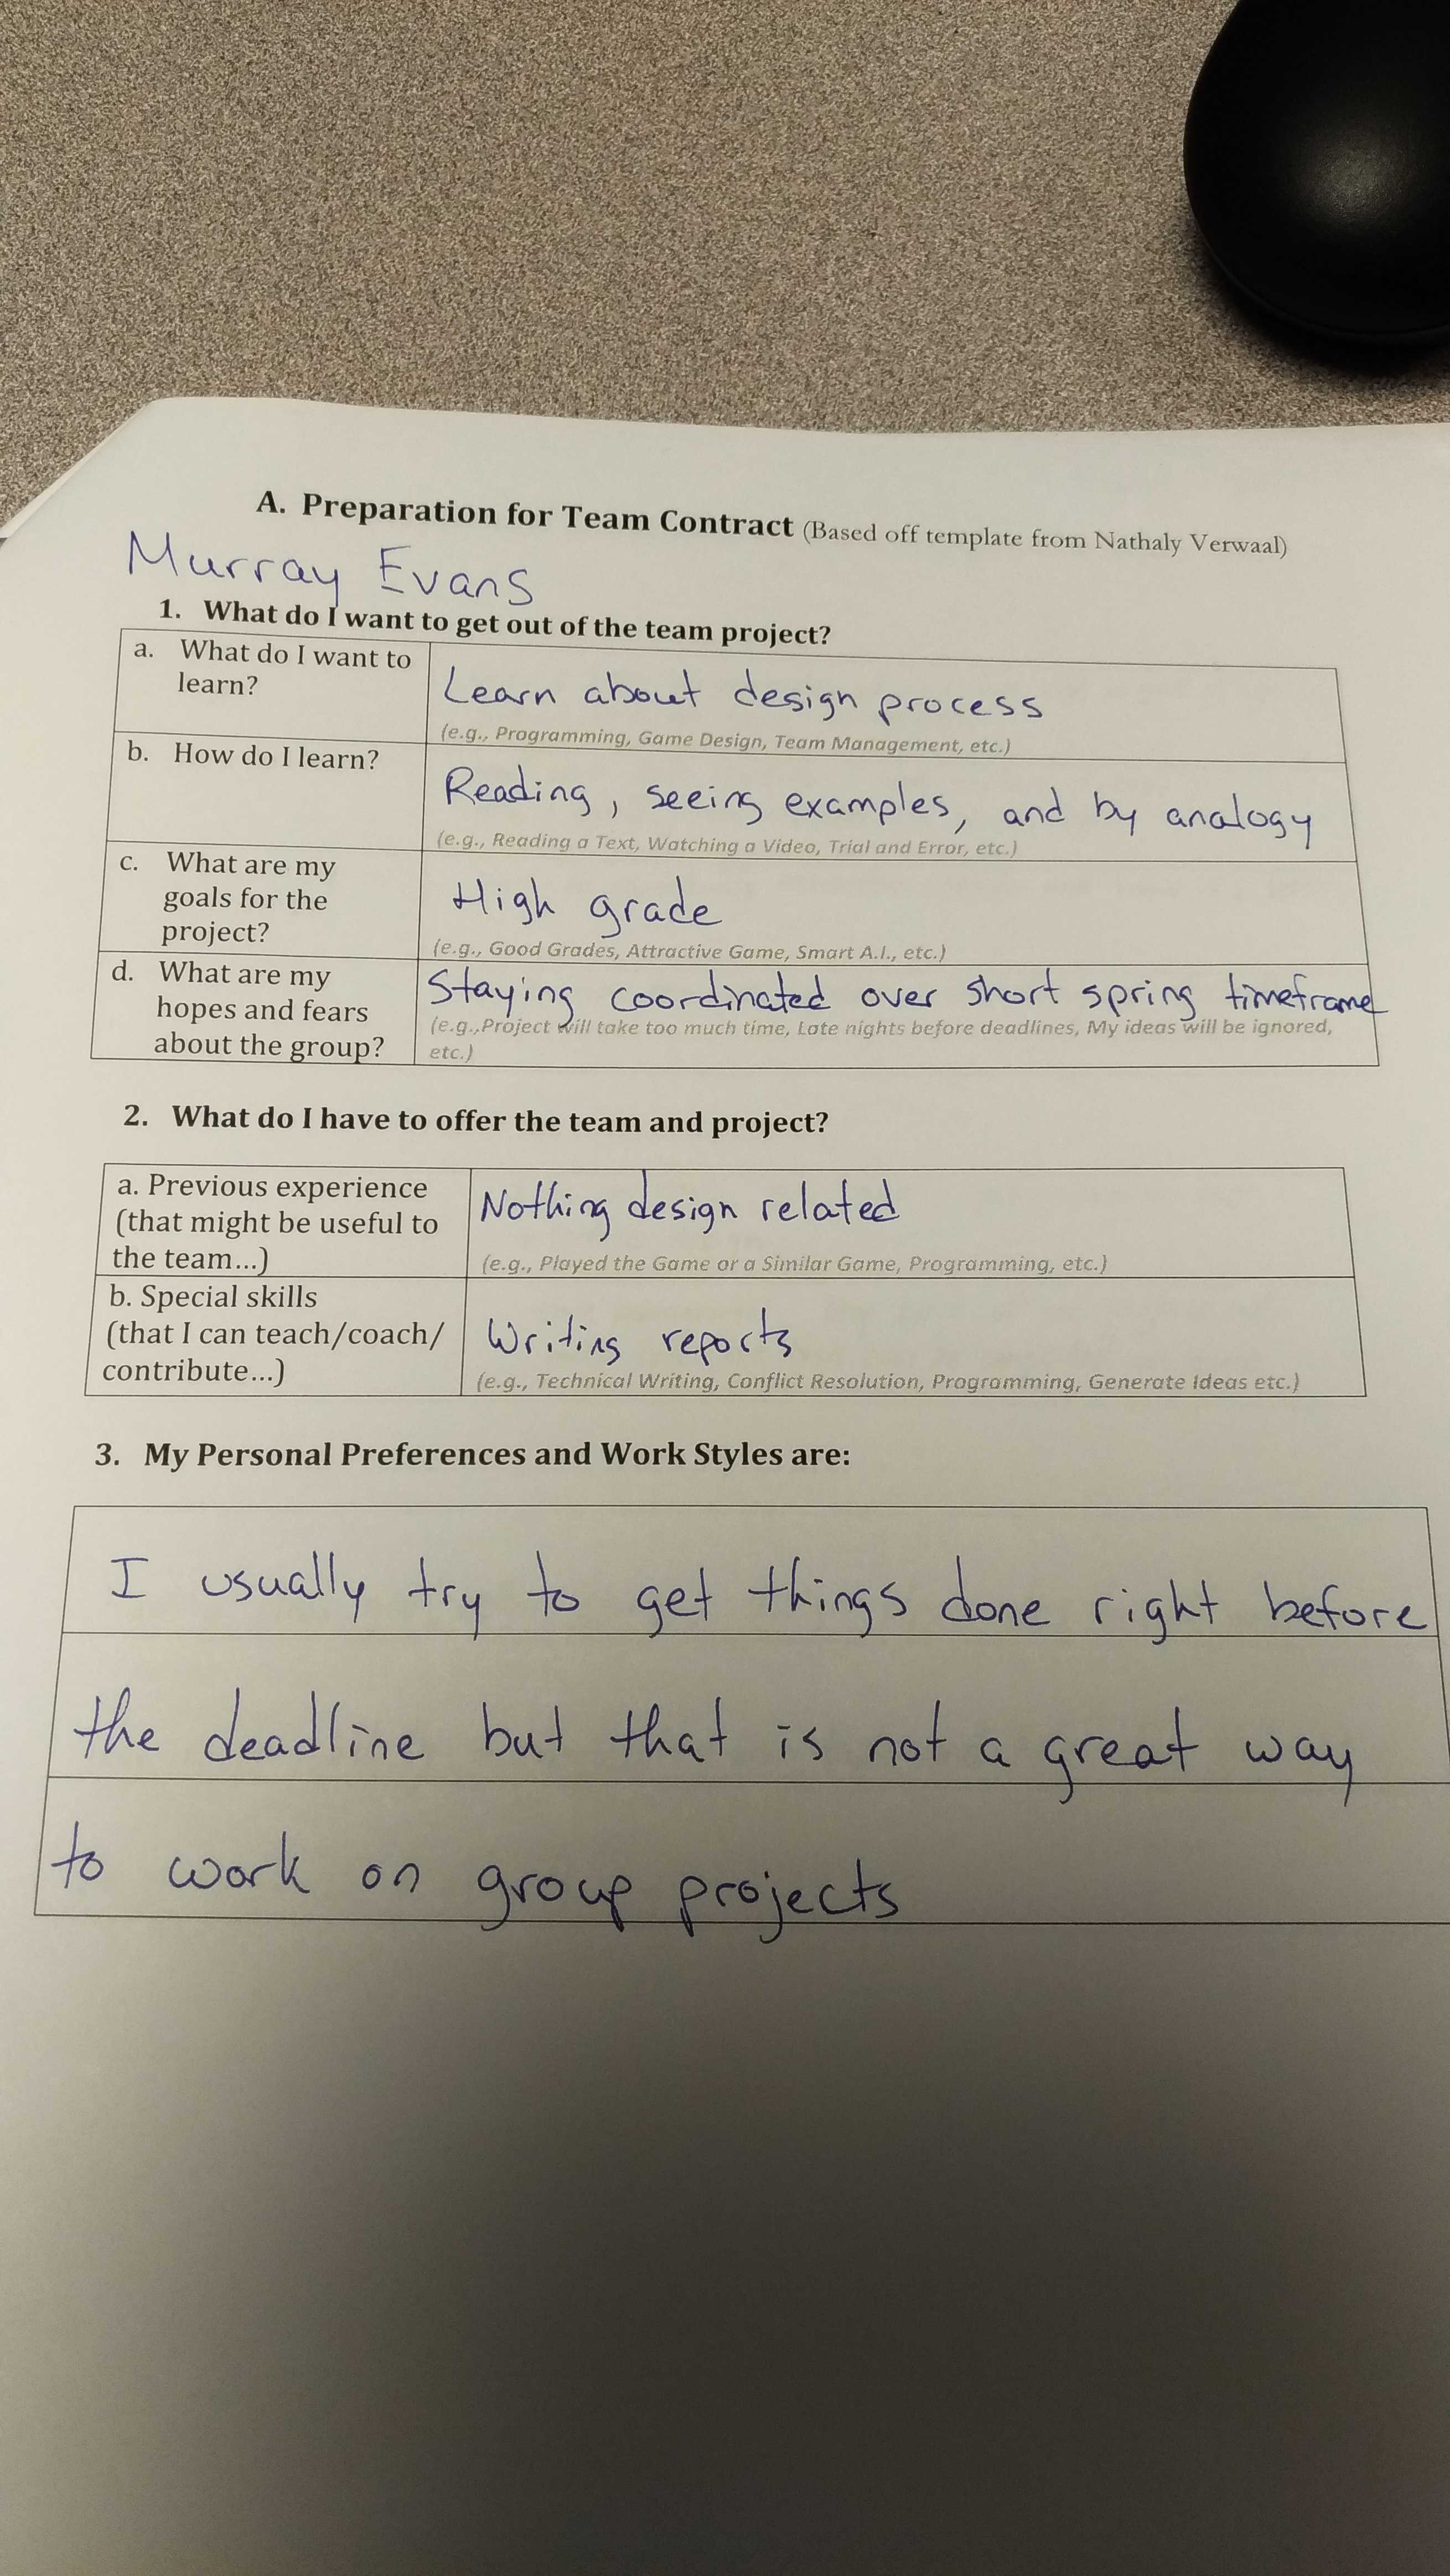 A. Preparation for Team Contract (Based off template from Nathaly Verwaal)
Murray Evans
1. What do I want to get out of the team project?
a. What do I want to
learn?
Learn about design process
(e.g., Programming, Game Design, Team Management, etc.)
b. How do I learn?
Reading, seeing examples, and by analogy
(e.g., Reading a Text, Watching a Video, Trial and Error, etc.)
c. What are my
goals for the
project?
High grade
(e.g., Good Grades, Attractive Game, Smart A.I., etc.)
d. What are my
hopes and fears
about the group?
Staying coordinated over short spring timeframe
(e.g.,Project will take too much time, Late nights before deadlines, My ideas will be ignored,
etc.)
2. What do I have to offer the team and project?
a. Previous experience
(that might be useful to
the team...)
Nothing design related
(e.g., Played the Game or a Similar Game, Programming, etc.)
b. Special skills
(that I can teach/coach/
contribute...)
Writing reports
(e.g., Technical Writing, Conflict Resolution, Programming, Generate Ideas etc.)
3. My Personal Preferences and Work Styles are:
I usually try to get things done right before
the deadline but that is not a great way
to work on group projects